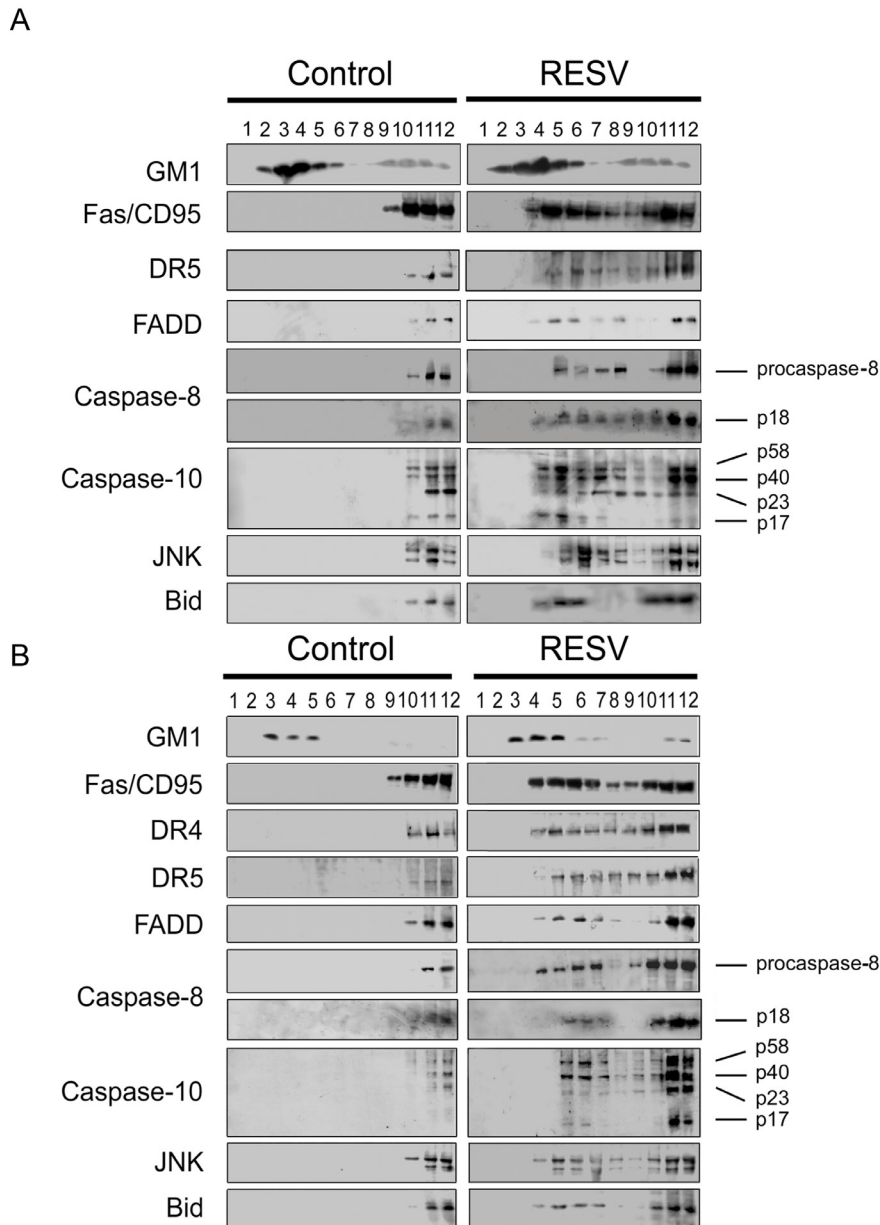 A
Control RESV
1 2 3 4 5 6 7 8 9 10 11 12 1 2 3 4 5 6 7 8 9 10 11 12
GM1
Fas/CD95
DR5
FADD
Caspase-8 procaspase-8
p18
Caspase-10 p58
p40
p23
p17
JNK
Bid
B
Control RESV
1 2 3 4 5 6 7 8 9 10 11 12 1 2 3 4 5 6 7 8 9 10 11 12
GM1
Fas/CD95
DR4
DR5
FADD
Caspase-8 procaspase-8
p18
Caspase-10 p58
p40
p23
p17
JNK
Bid